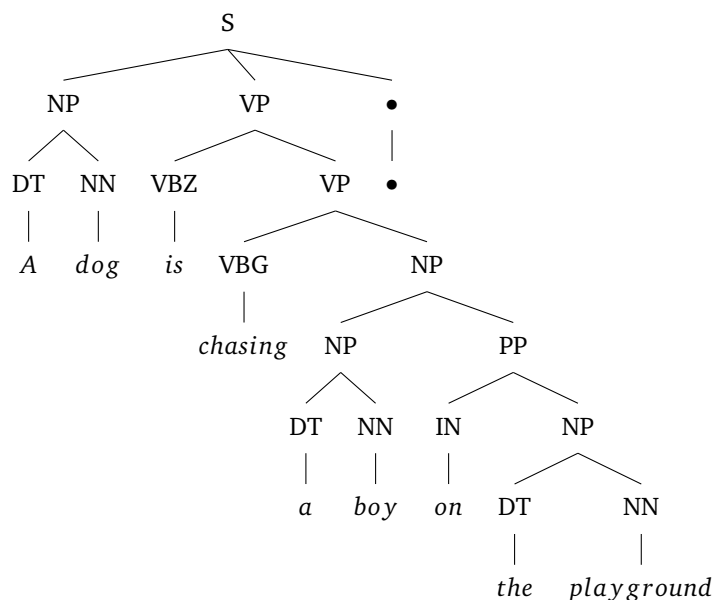 S
NP VP •
DT NN VBZ VP •
A dog is VBG NP
chasing NP PP
DT NN IN NP
a boy on DT NN
the playground